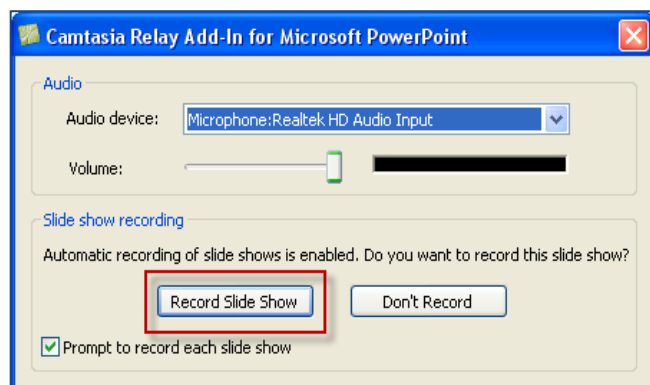 Camtasia Relay Add-In for Microsoft PowerPoint
Audio
Audio device: Microphone:Realtek HD Audio Input
Volume:
Slide show recording
Automatic recording of slide shows is enabled. Do you want to record this slide show?
Record Slide Show Don't Record
Prompt to record each slide show